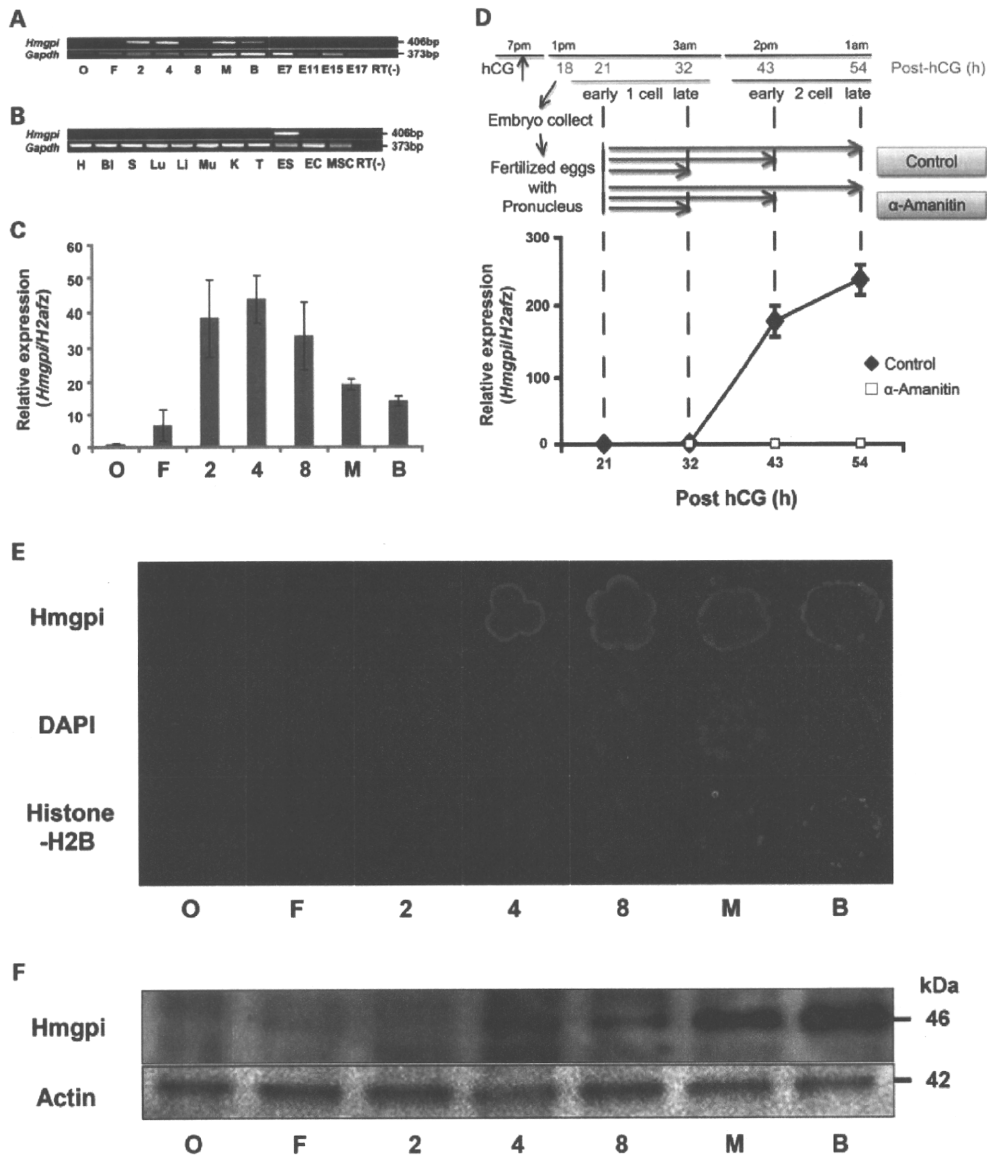 A
Hmgpi
406bp
Gapdh
373bp
O F 2 4 8 M B E7 E11 E15 E17 RT(-)
B
Hmgpi
406bp
Gapdh
373bp
H Bl S Lu Li Mu K T ES EC MSC RT(-)
C
Relative expression
(Hmgpi/H2afz)
60
50
40
30
20
10
0
O F 2 4 8 M B
D
7pm 1pm 3am 2pm 1am
hCG 18 21 32 43 54 Post-hCG (h)
early 1 cell late early 2 cell late
Embryo collect
Fertilized eggs
with
Pronucleus
Control
α-Amanitin
Relative expression
(Hmgpi/H2afz)
300
200
100
0
Control
α-Amanitin
21 32 43 54
Post hCG (h)
E
Hmgpi
DAPI
Histone
-H2B
O F 2 4 8 M B
F
kDa
Hmgpi
46
Actin
42
O F 2 4 8 M B